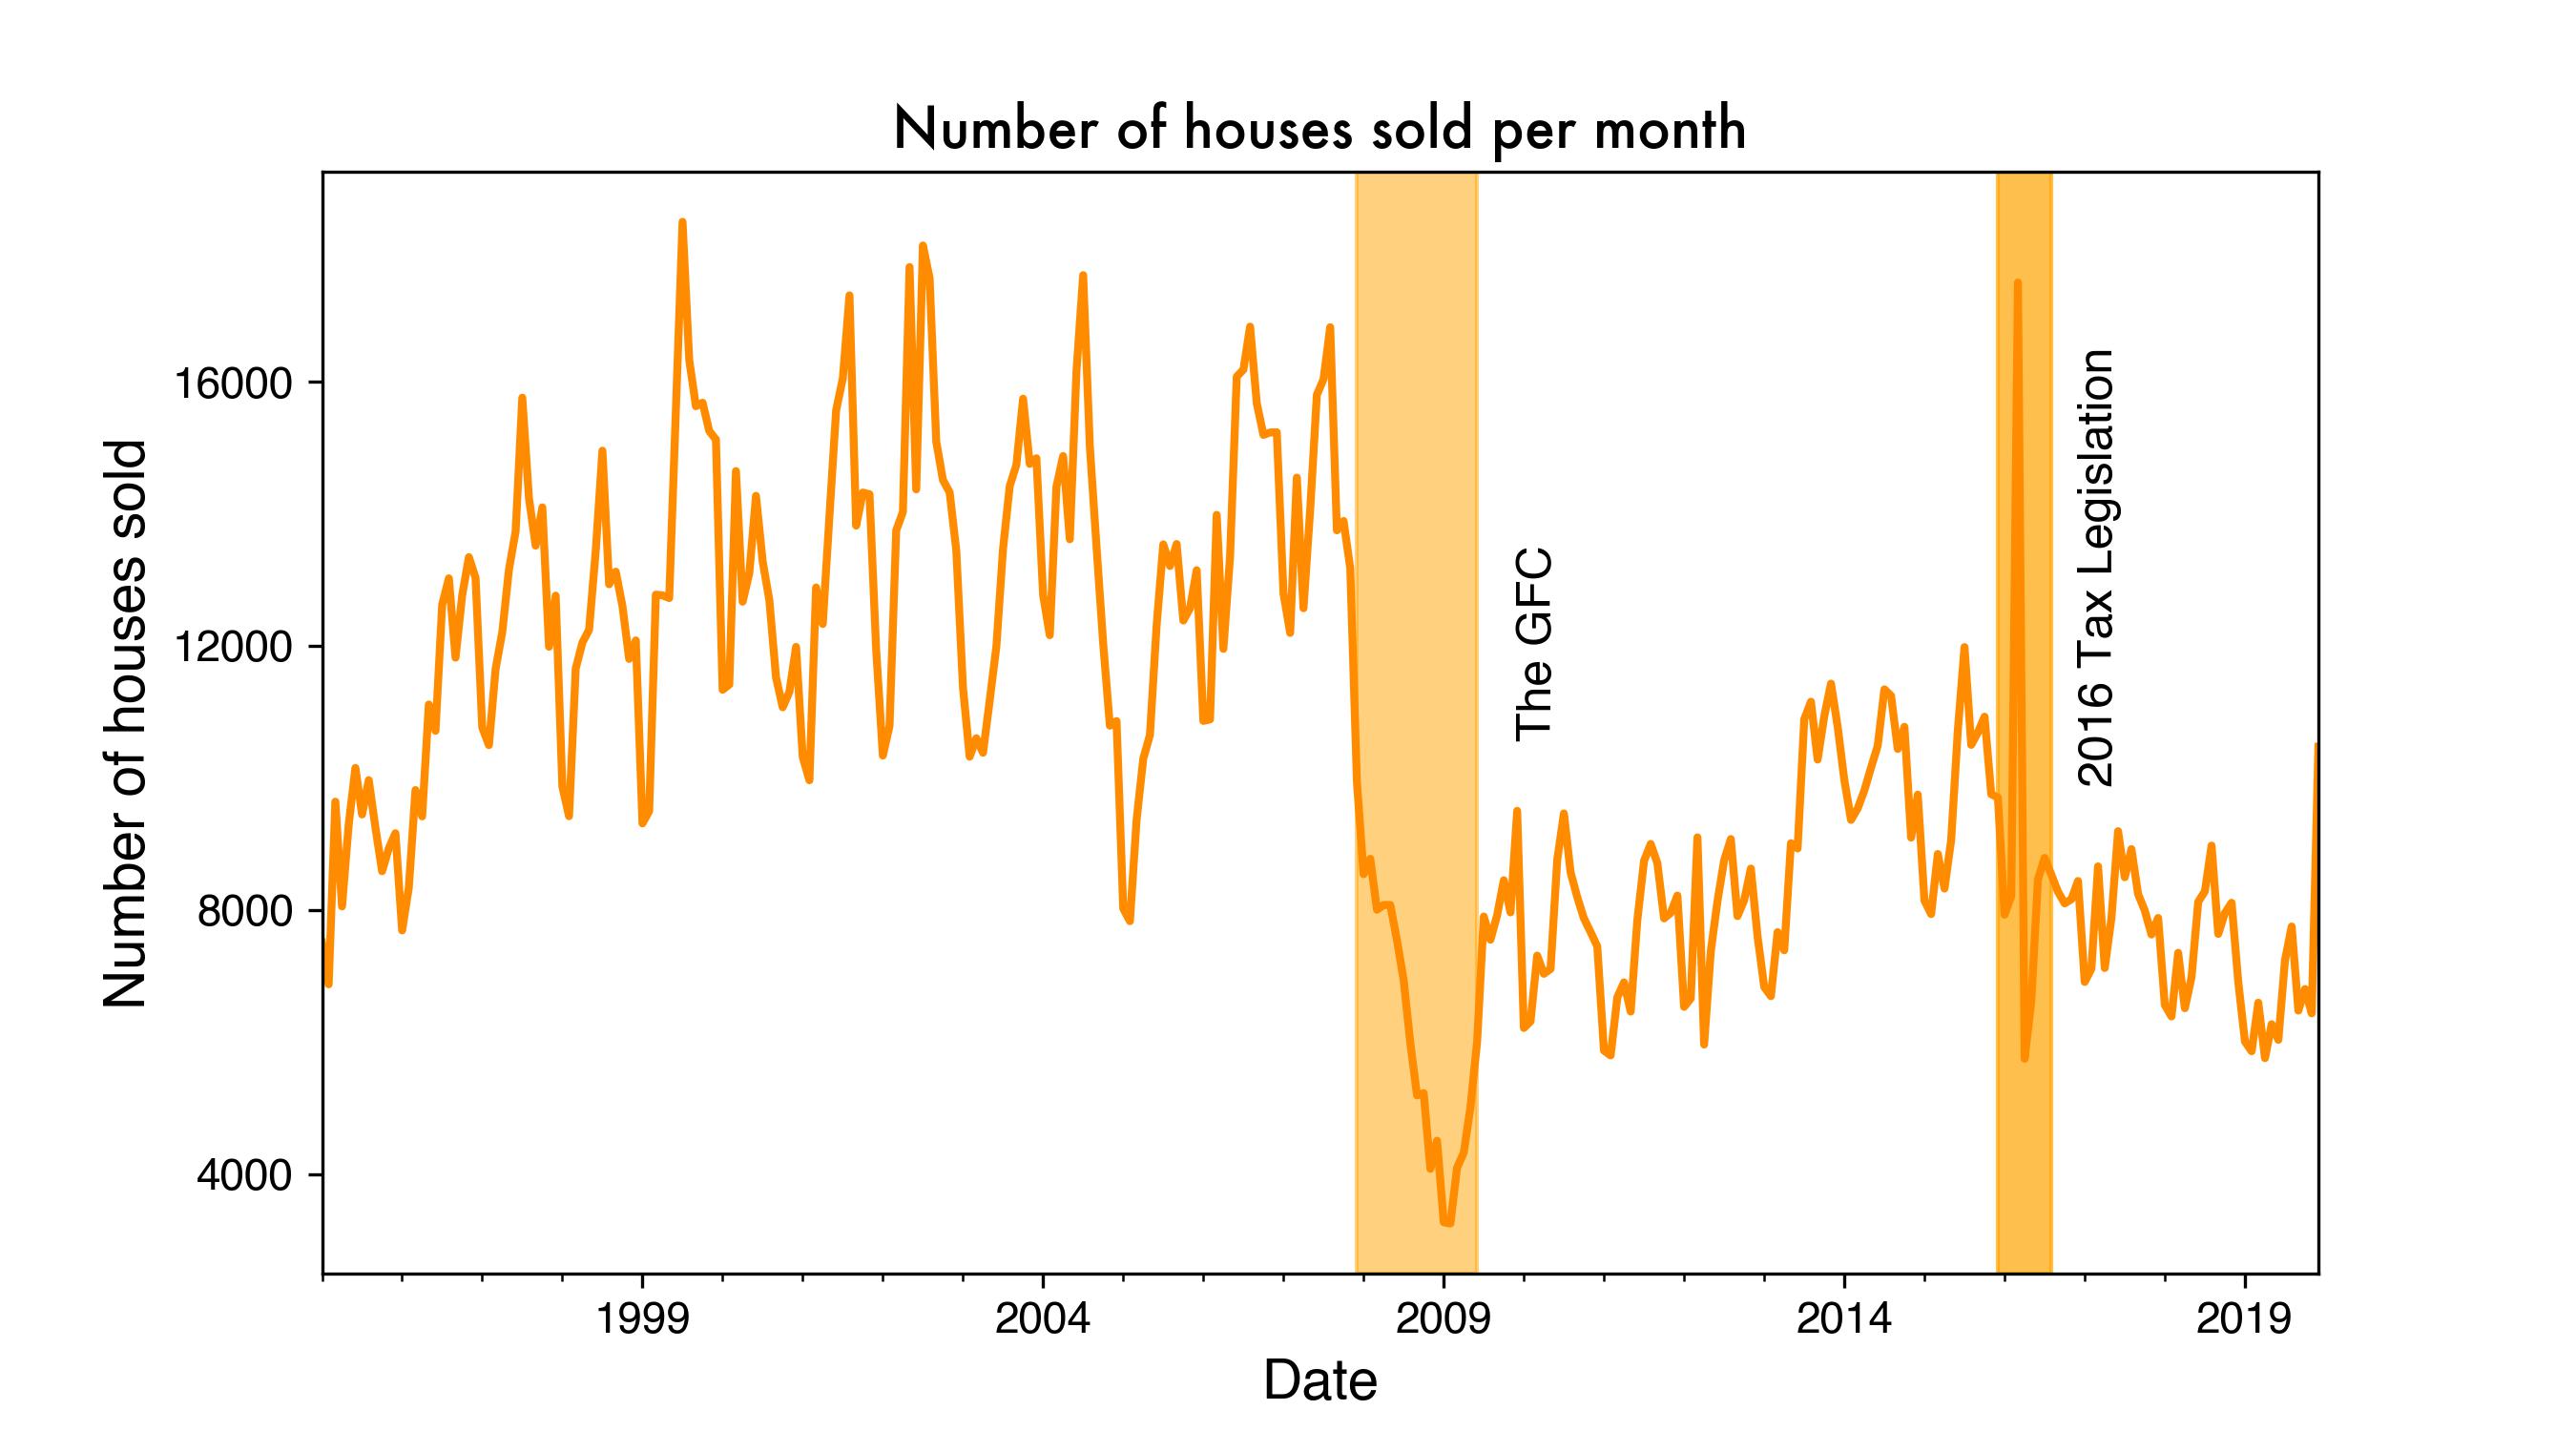 Number of houses sold per month
Number of houses sold
16000
12000
8000
4000
The GFC
2016 Tax Legislation
1999
2004
2009
2014
2019
Date